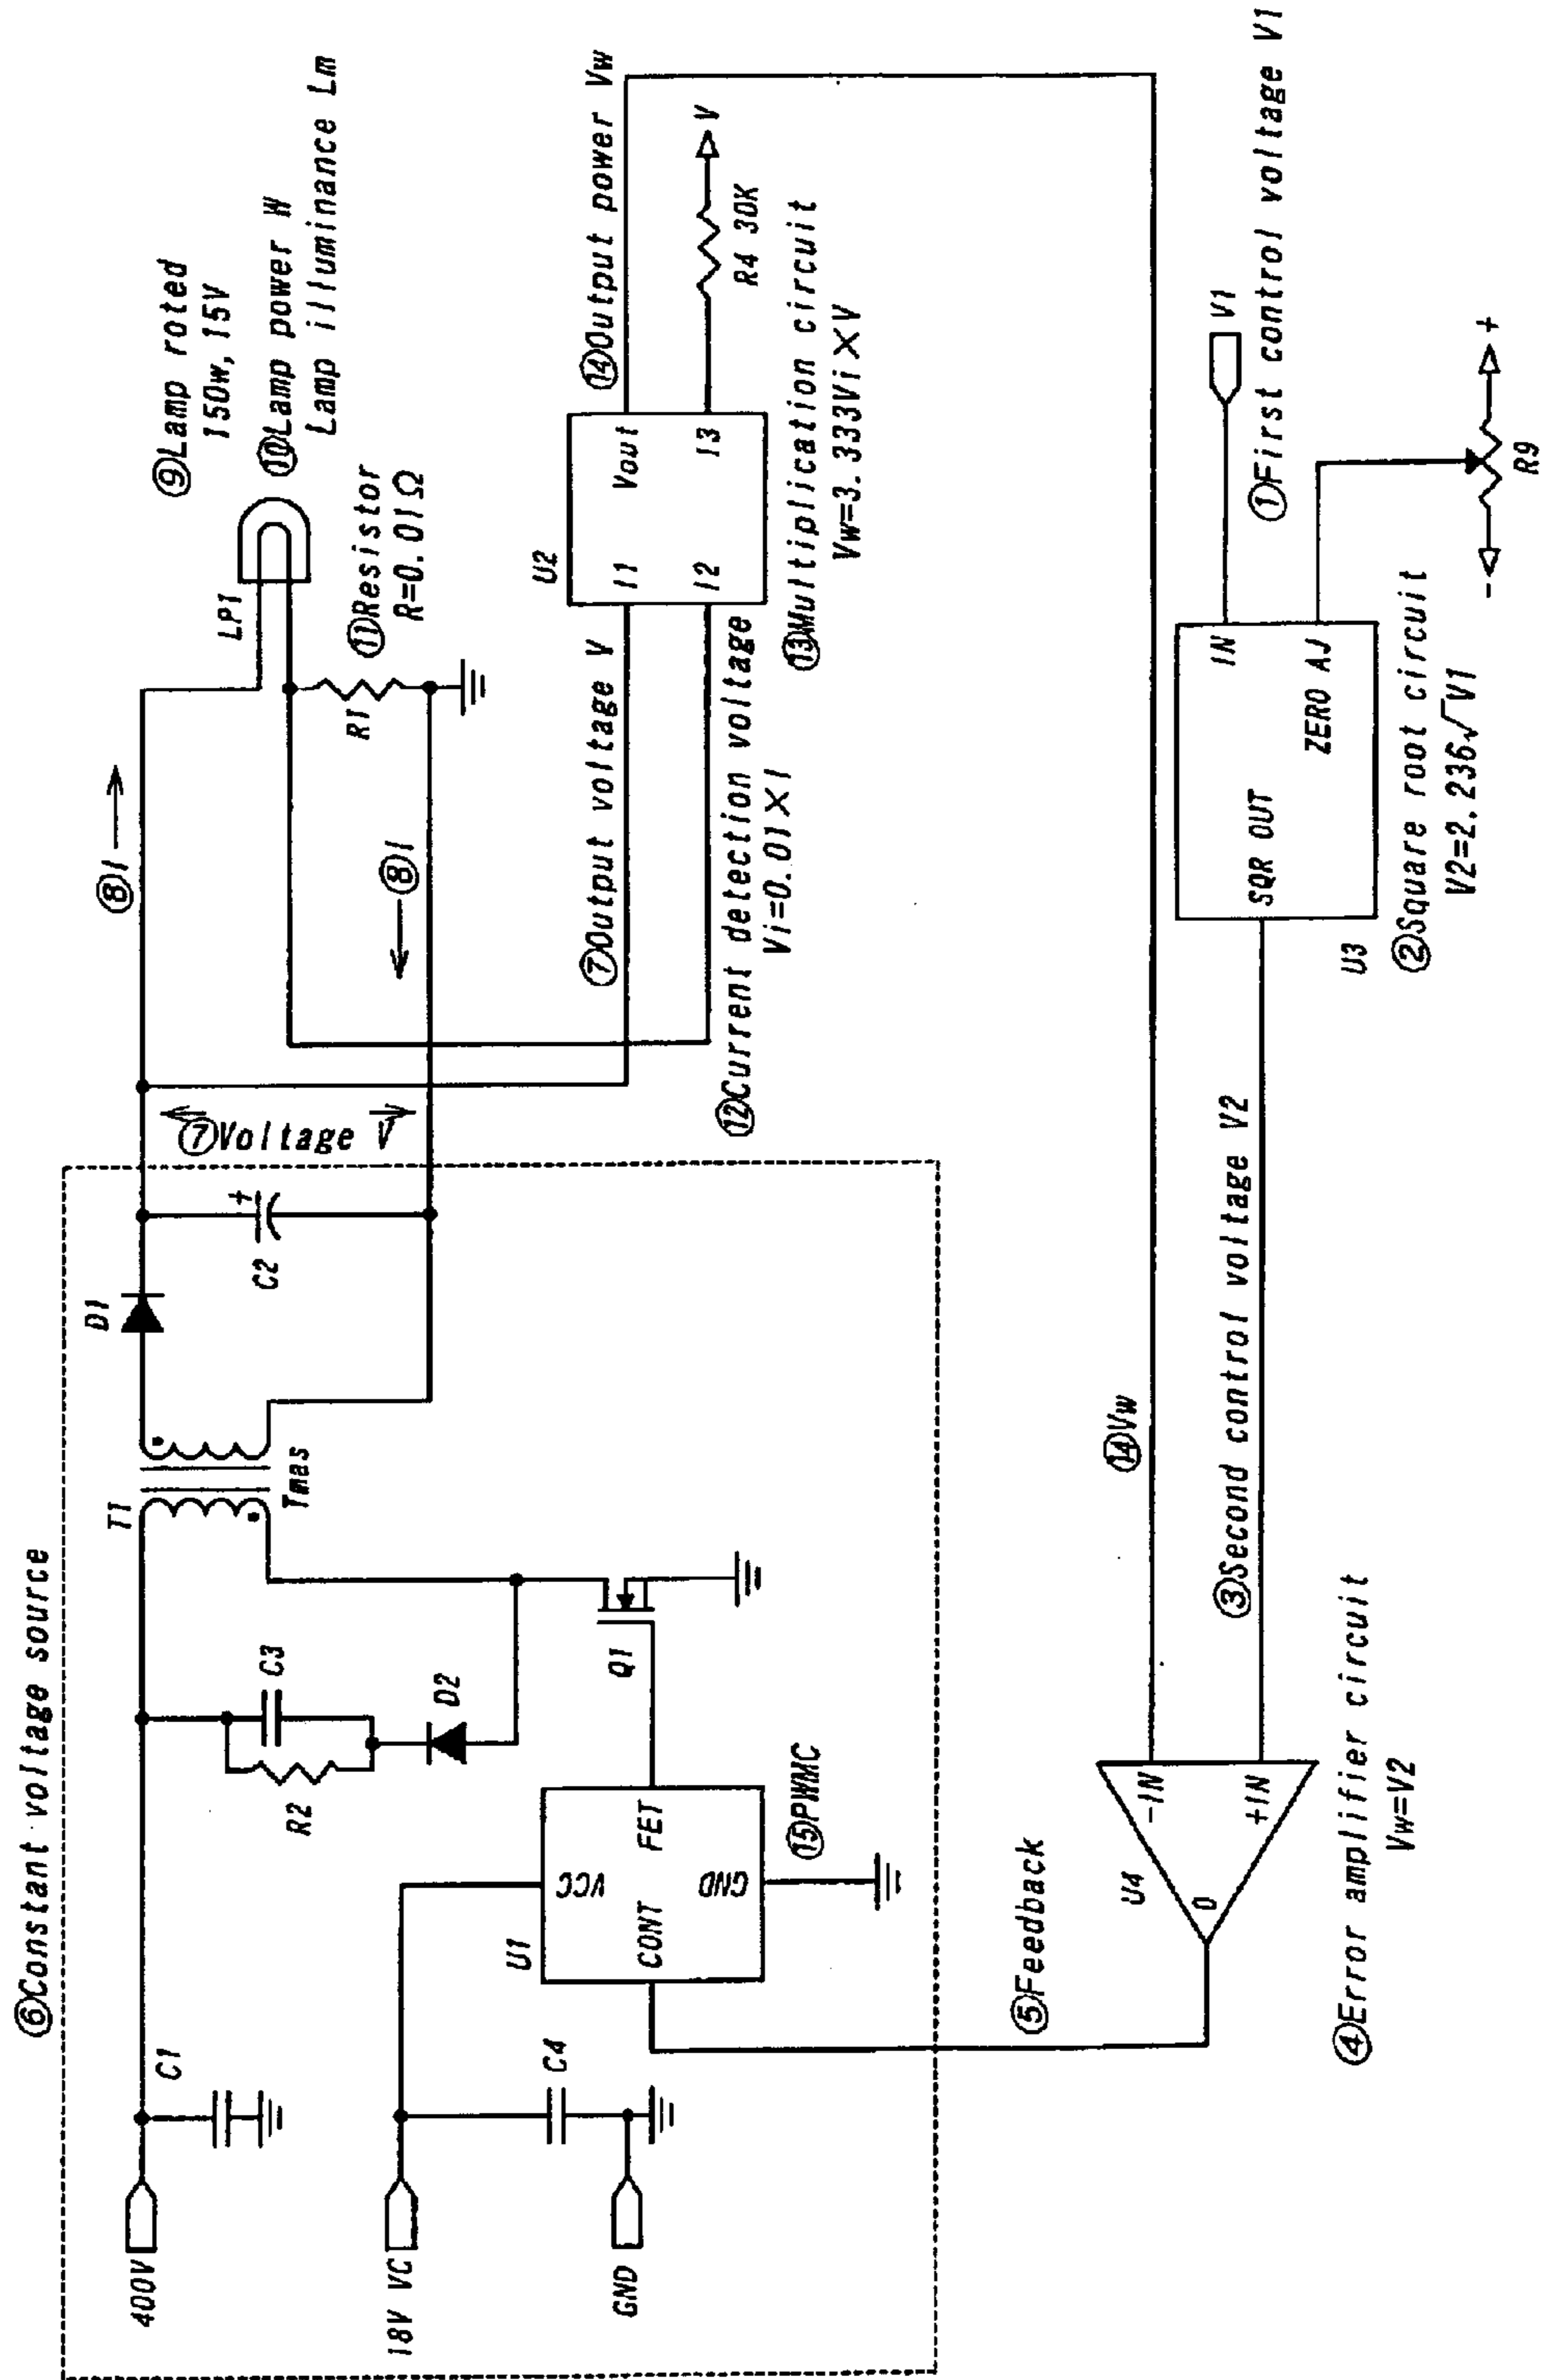 ⑥Constant voltage source
400V
C1
18V VC
C4
GND
R2
C3
D2
T1
Tmas
Q1
U1
VCC
CONT
FET
GND
⑮PWMC
D1
C2
+
⑦Voltage V
⑧I
⑧I
LP1
⑨Lamp roted
150w, 15V
⑩Lamp power W
Lamp illuminance Lm
R1
⑪Resistor
R=0.01Ω
⑦Output voltage V
⑫Current detection voltage
Vi=0.01×I
U2
I1
I2
Vout
I3
⑭Output power Vw
R4 30K
V
⑬Multiplication circuit
Vw=3.333Vi×V
⑤Feedback
U4
O
-IN
+IN
④Error amplifier circuit
Vw=V2
⑭Vw
③Second control voltage V2
U3
SQR OUT
IN
ZERO AJ
②Square root circuit
V2=2.236√V1
V1
①First control voltage V1
-
+
R9